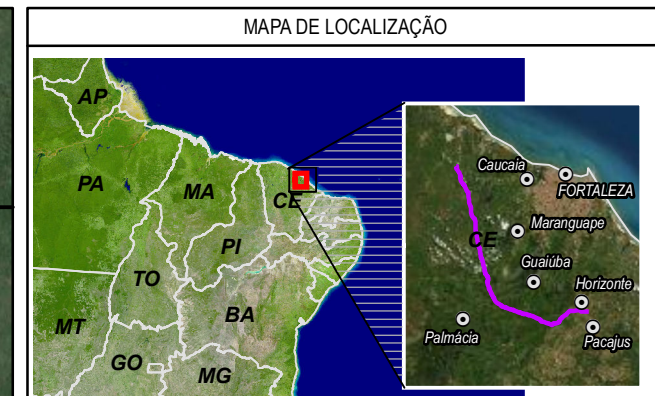 MAPA DE LOCALIZAÇÃO
AP
PA
MA
CE
PI
TO
BA
MT
GO
MG
Caucaia
FORTALEZA
CE
Maranguape
Guaiúba
Horizonte
Palmácia
Pacajus